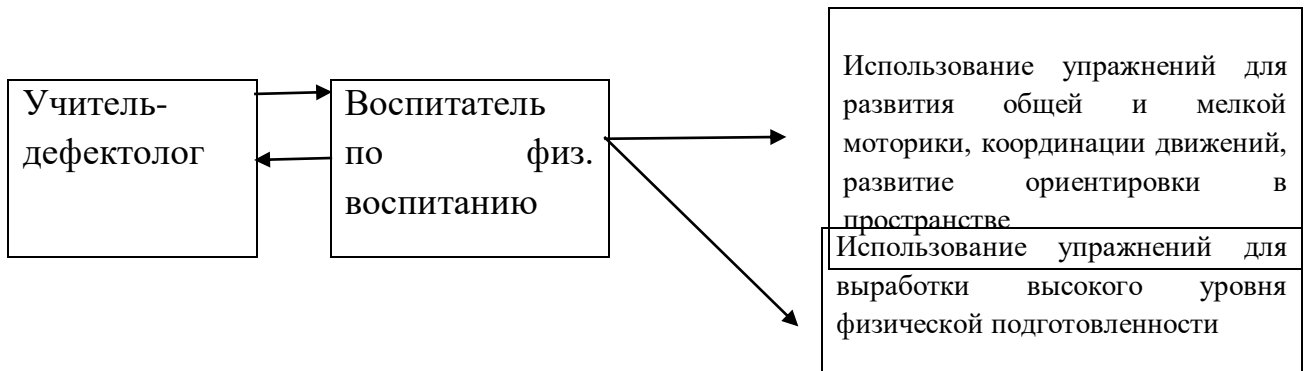 Учитель-
дефектолог
Воспитатель
по физ.
воспитанию
Использование упражнений для
развития общей и мелкой
моторики, координации движений,
развитие ориентировки в
пространстве
Использование упражнений для
выработки высокого уровня
физической подготовленности